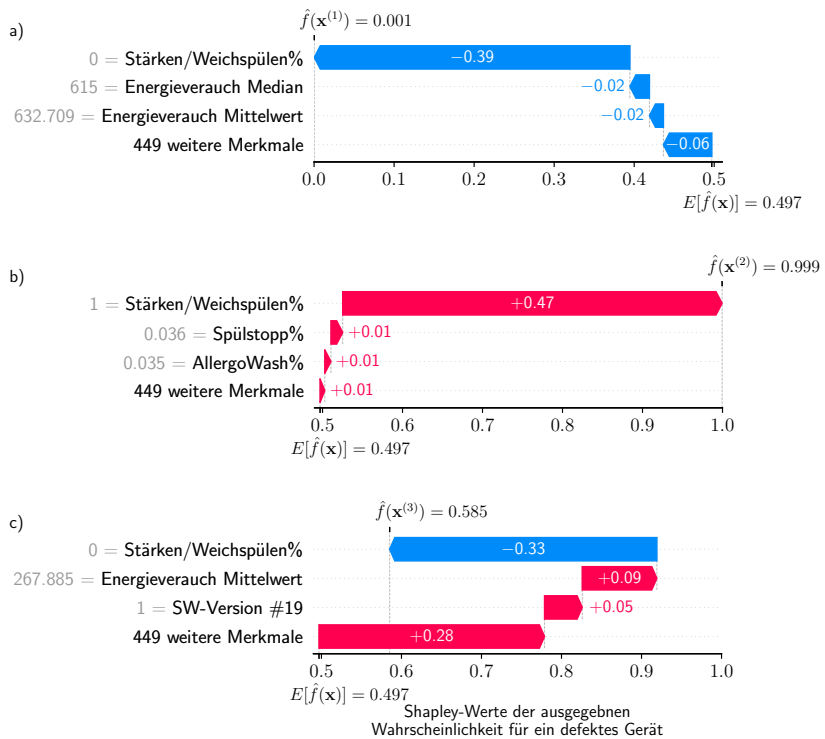 a)
f̂(x⁽¹⁾) = 0.001
0 = Stärken/Weichspülen%
−0.39
615 = Energieverauch Median
−0.02
632.709 = Energieverauch Mittelwert
−0.02
449 weitere Merkmale
−0.06
0.0 0.1 0.2 0.3 0.4 0.5
E[f̂(x)] = 0.497
b)
f̂(x⁽²⁾) = 0.999
1 = Stärken/Weichspülen%
+0.47
0.036 = Spülstopp%
+0.01
0.035 = AllergoWash%
+0.01
449 weitere Merkmale
+0.01
0.5 0.6 0.7 0.8 0.9 1.0
E[f̂(x)] = 0.497
c)
f̂(x⁽³⁾) = 0.585
0 = Stärken/Weichspülen%
−0.33
267.885 = Energieverauch Mittelwert
+0.09
1 = SW-Version #19
+0.05
449 weitere Merkmale
+0.28
0.5 0.6 0.7 0.8 0.9 1.0
E[f̂(x)] = 0.497
Shapley-Werte der ausgegebnen
Wahrscheinlichkeit für ein defektes Gerät